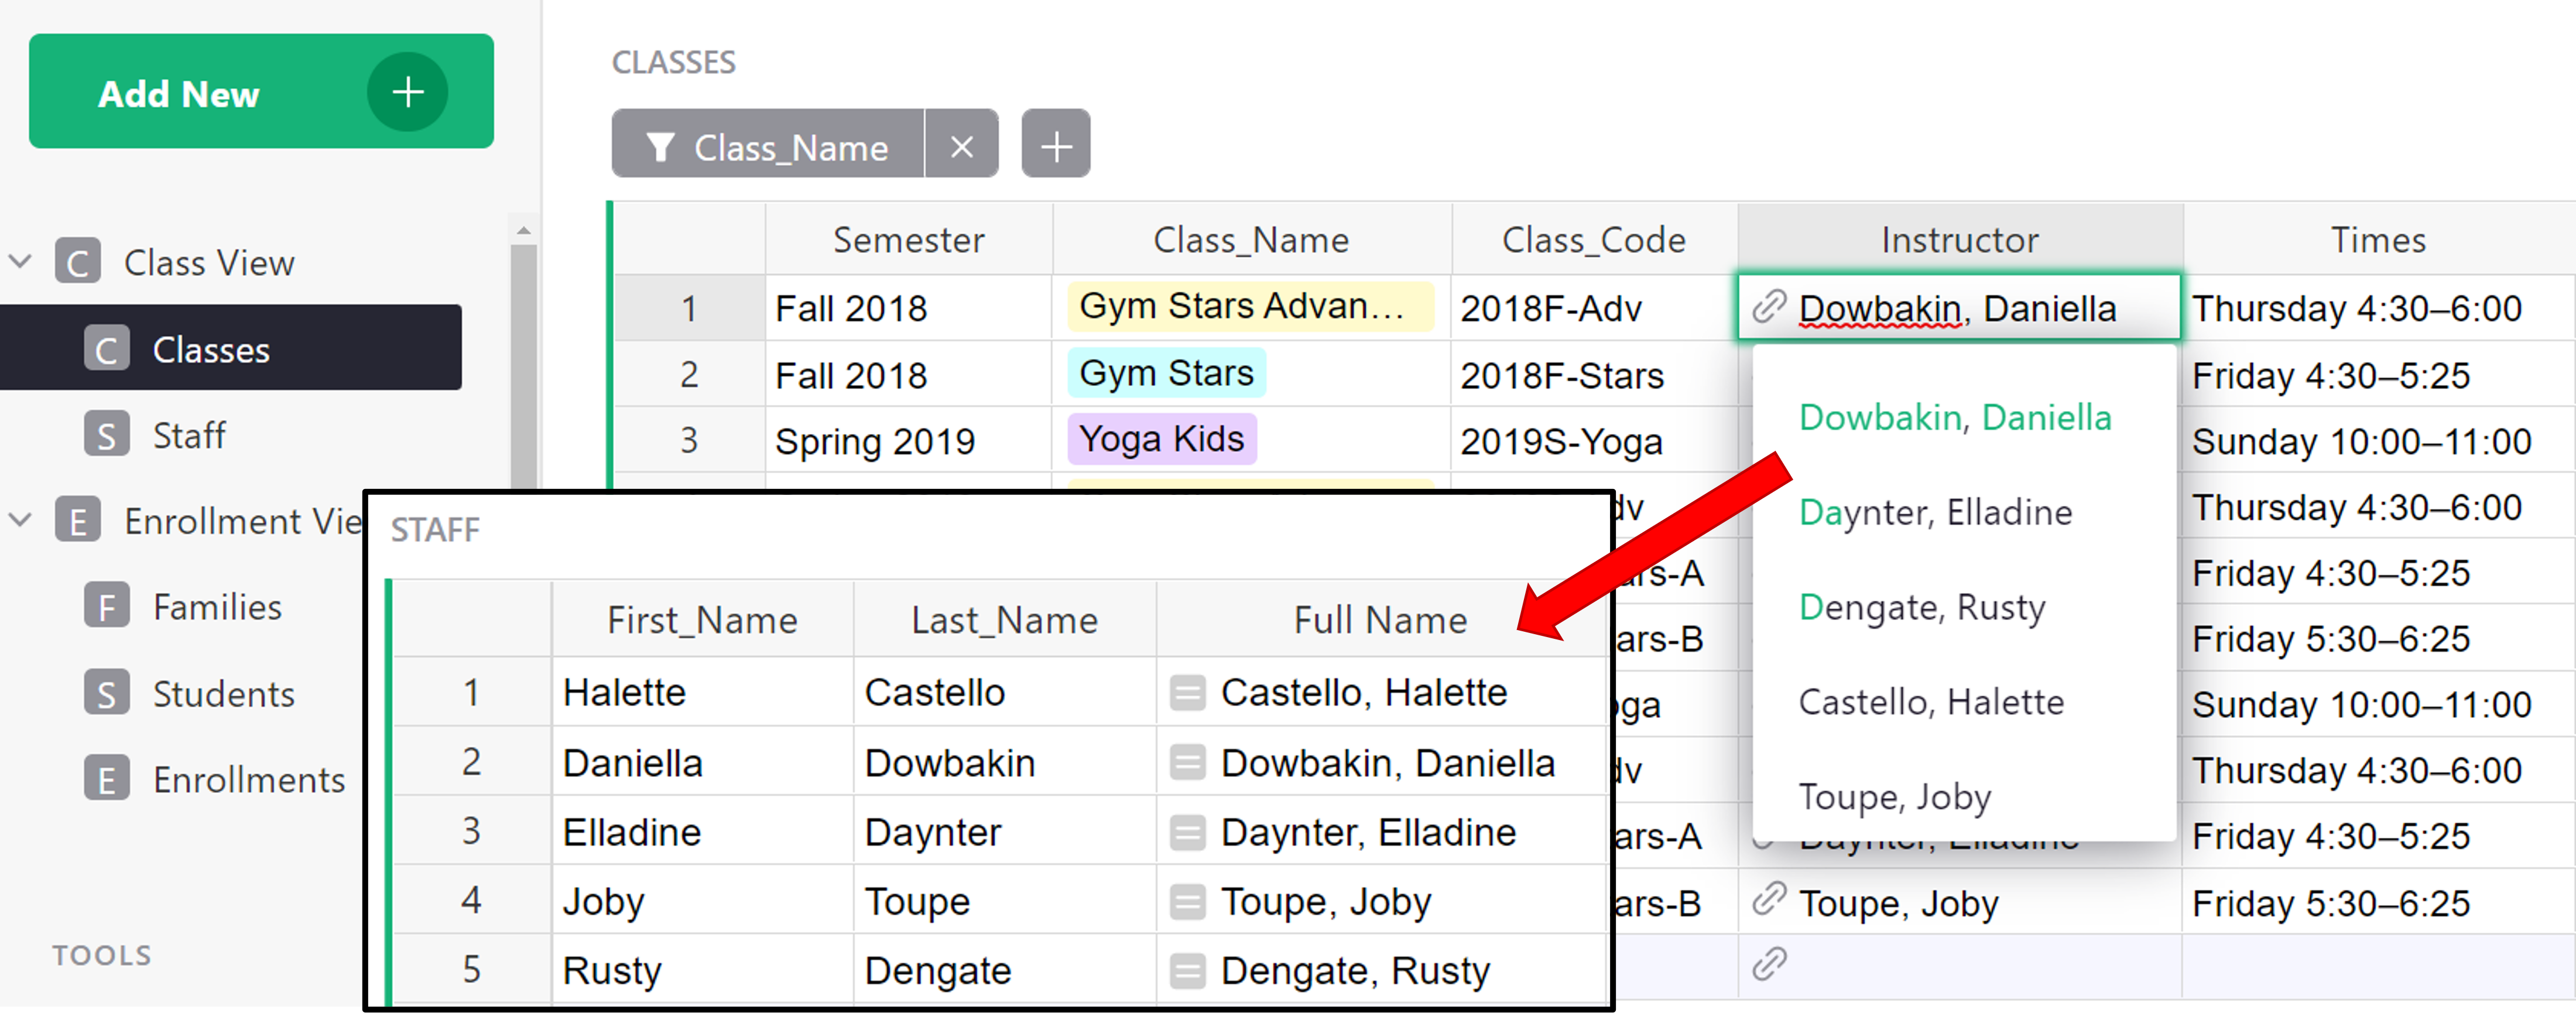 Add New +
C Class View
C Classes
S Staff
E Enrollment Vie
F Families
S Students
E Enrollments
TOOLS
CLASSES
Class_Name × +
Semester Class_Name Class_Code Instructor Times
1 Fall 2018 Gym Stars Advan... 2018F-Adv Dowbakin, Daniella Thursday 4:30–6:00
2 Fall 2018 Gym Stars 2018F-Stars Friday 4:30–5:25
3 Spring 2019 Yoga Kids 2019S-Yoga Sunday 10:00–11:00
dv Thursday 4:30–6:00
ars-A Friday 4:30–5:25
ars-B Friday 5:30–6:25
oga Sunday 10:00–11:00
dv Thursday 4:30–6:00
ars-A Daynter, Elladine Friday 4:30–5:25
ars-B Toupe, Joby Friday 5:30–6:25
Dowbakin, Daniella
Daynter, Elladine
Dengate, Rusty
Castello, Halette
Toupe, Joby
STAFF
First_Name Last_Name Full Name
1 Halette Castello = Castello, Halette
2 Daniella Dowbakin = Dowbakin, Daniella
3 Elladine Daynter = Daynter, Elladine
4 Joby Toupe = Toupe, Joby
5 Rusty Dengate = Dengate, Rusty